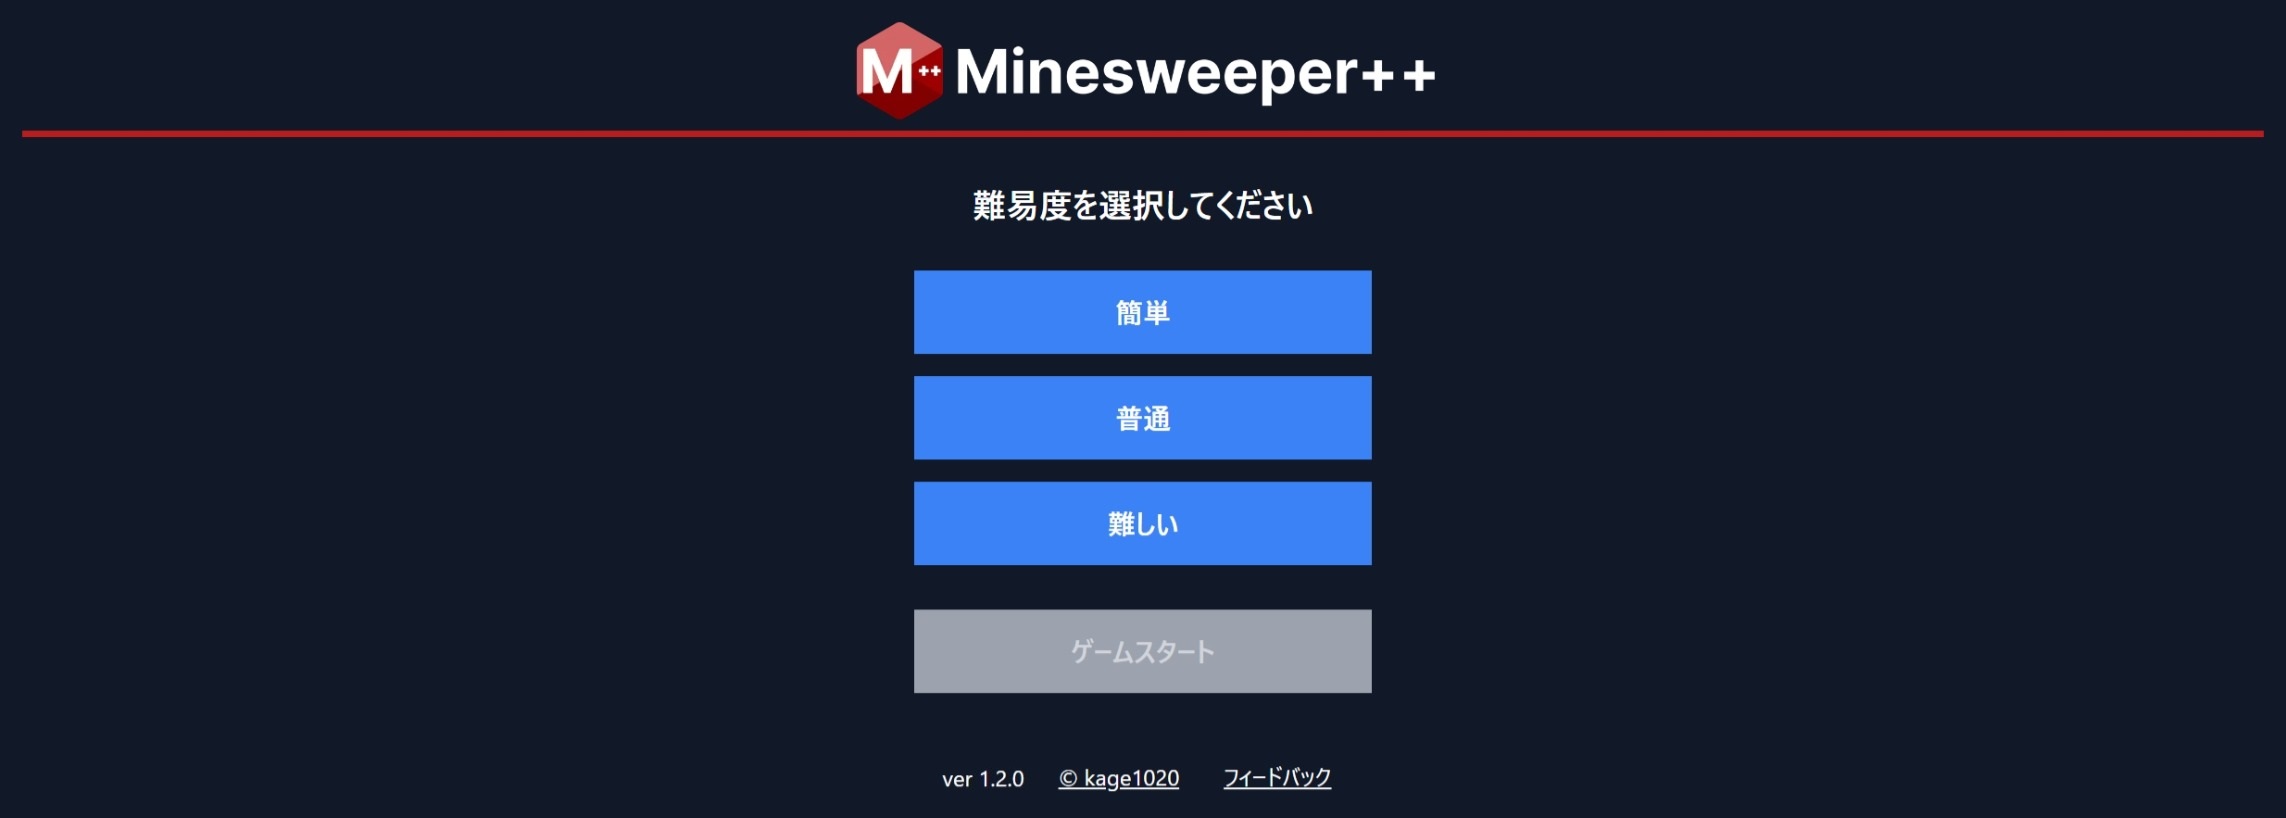 M++ Minesweeper++
難易度を選択してください
簡単
普通
難しい
ゲームスタート
ver 1.2.0 © kage1020 フィードバック